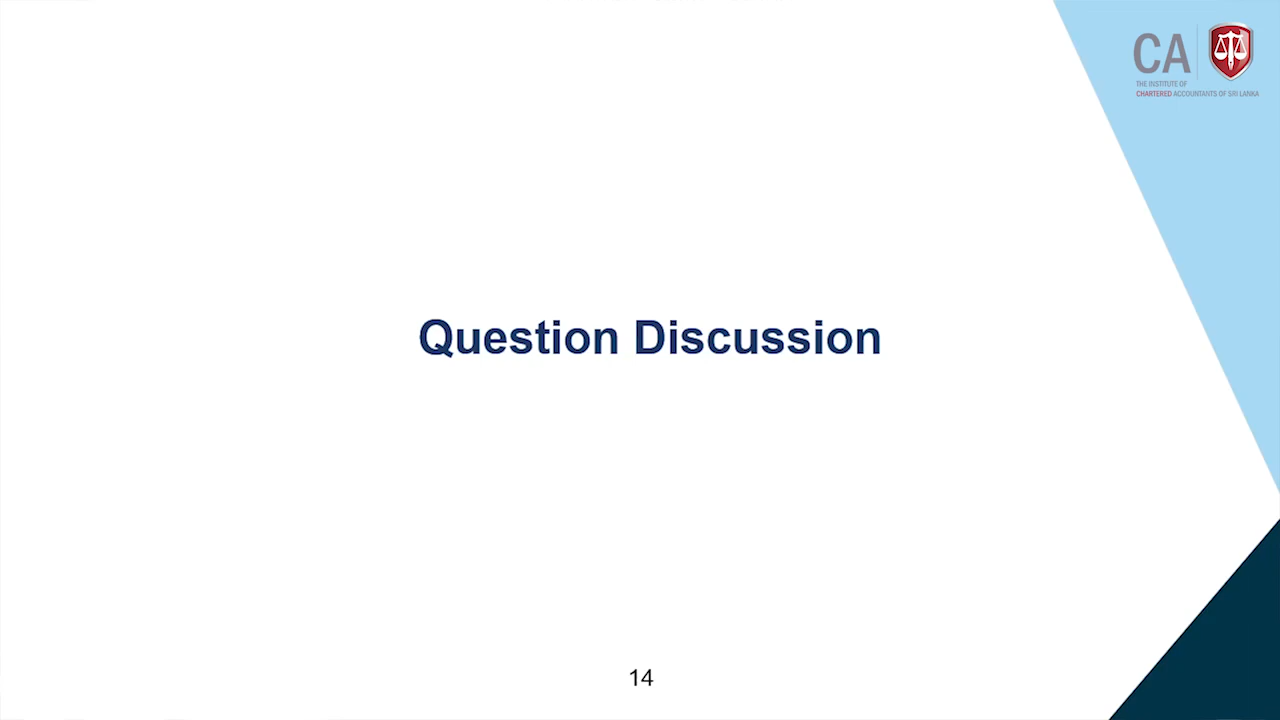 CA
THE INSTITUTE OF
CHARTERED ACCOUNTANTS OF SRI LANKA
Question Discussion
14